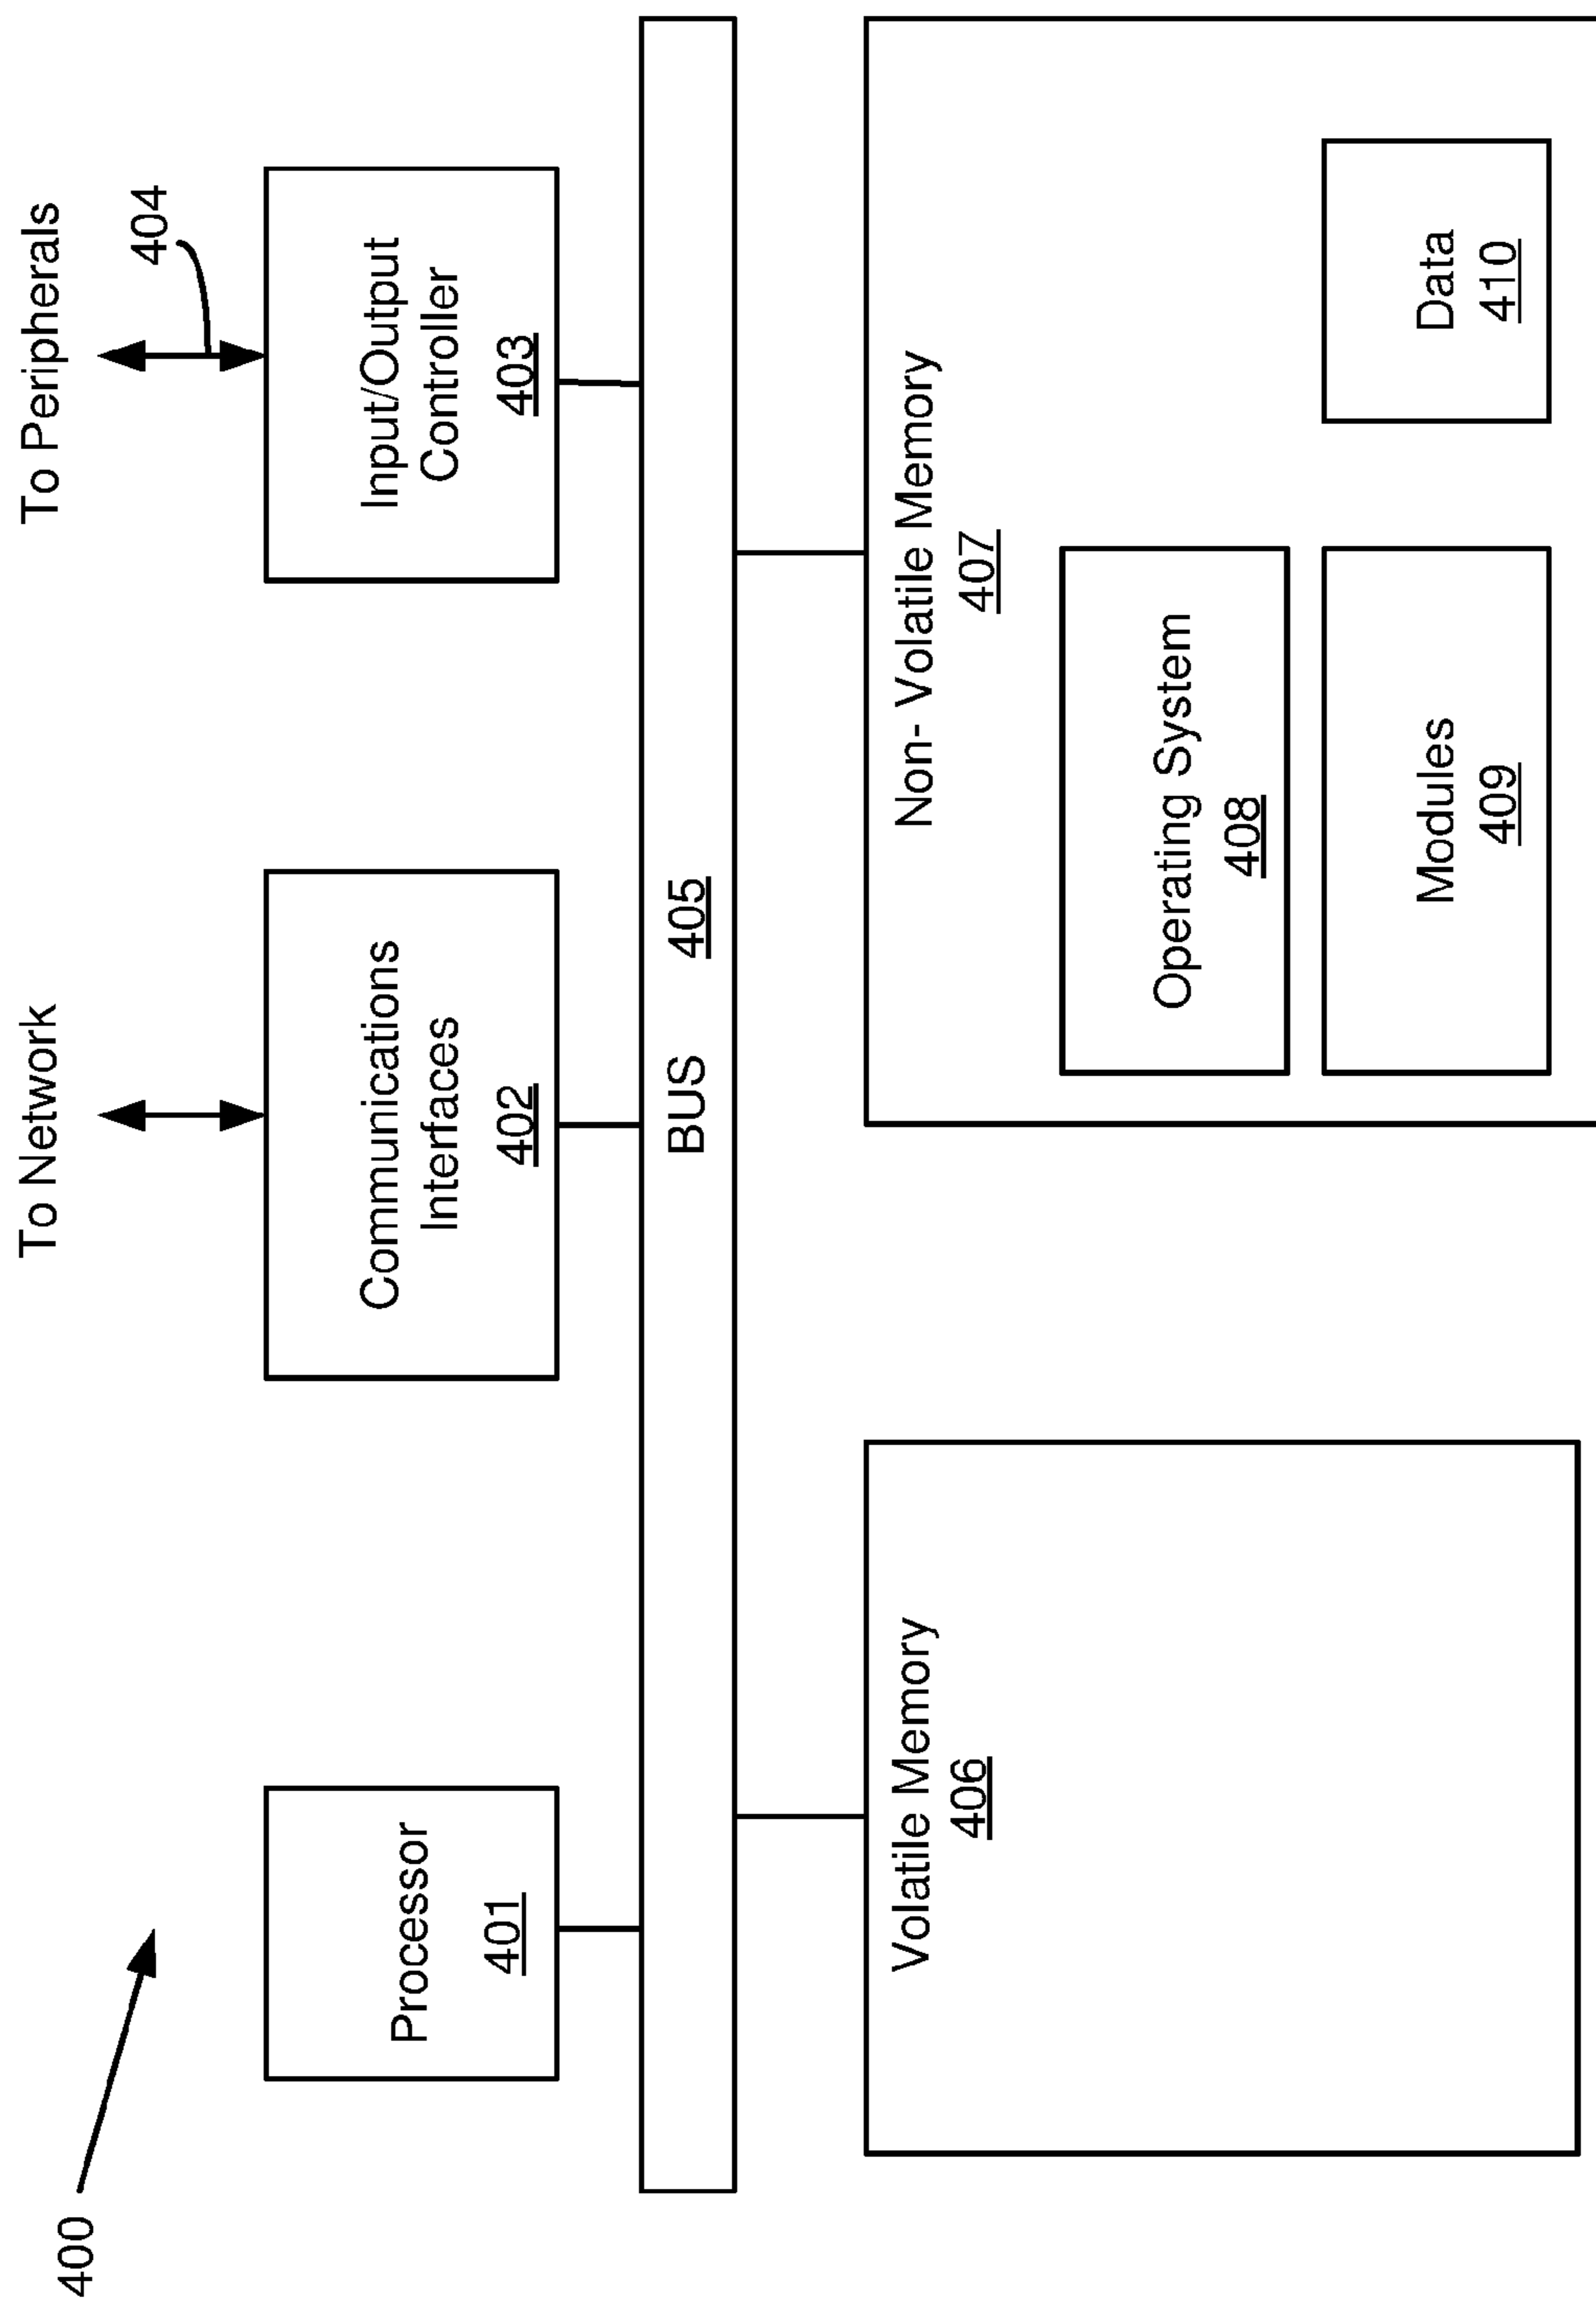 400
To Network
To Peripherals
404
Processor
401
Communications
Interfaces
402
Input/Output
Controller
403
BUS 405
Volatile Memory
406
Non- Volatile Memory
407
Operating System
408
Modules
409
Data
410